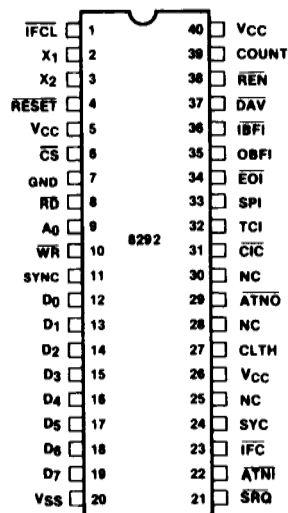 IFCL 1 40 VCC
X1 2 39 COUNT
X2 3 38 REN
RESET 4 37 DAV
VCC 5 36 IBFI
CS 6 35 OBFI
GND 7 34 EOI
RD 8 33 SPI
A0 9 32 TCI
8292
WR 10 31 CIC
SYNC 11 30 NC
D0 12 29 ATNO
D1 13 28 NC
D2 14 27 CLTH
D3 15 26 VCC
D4 16 25 NC
D5 17 24 SYC
D6 18 23 IFC
D7 19 22 ATNI
VSS 20 21 SRQ